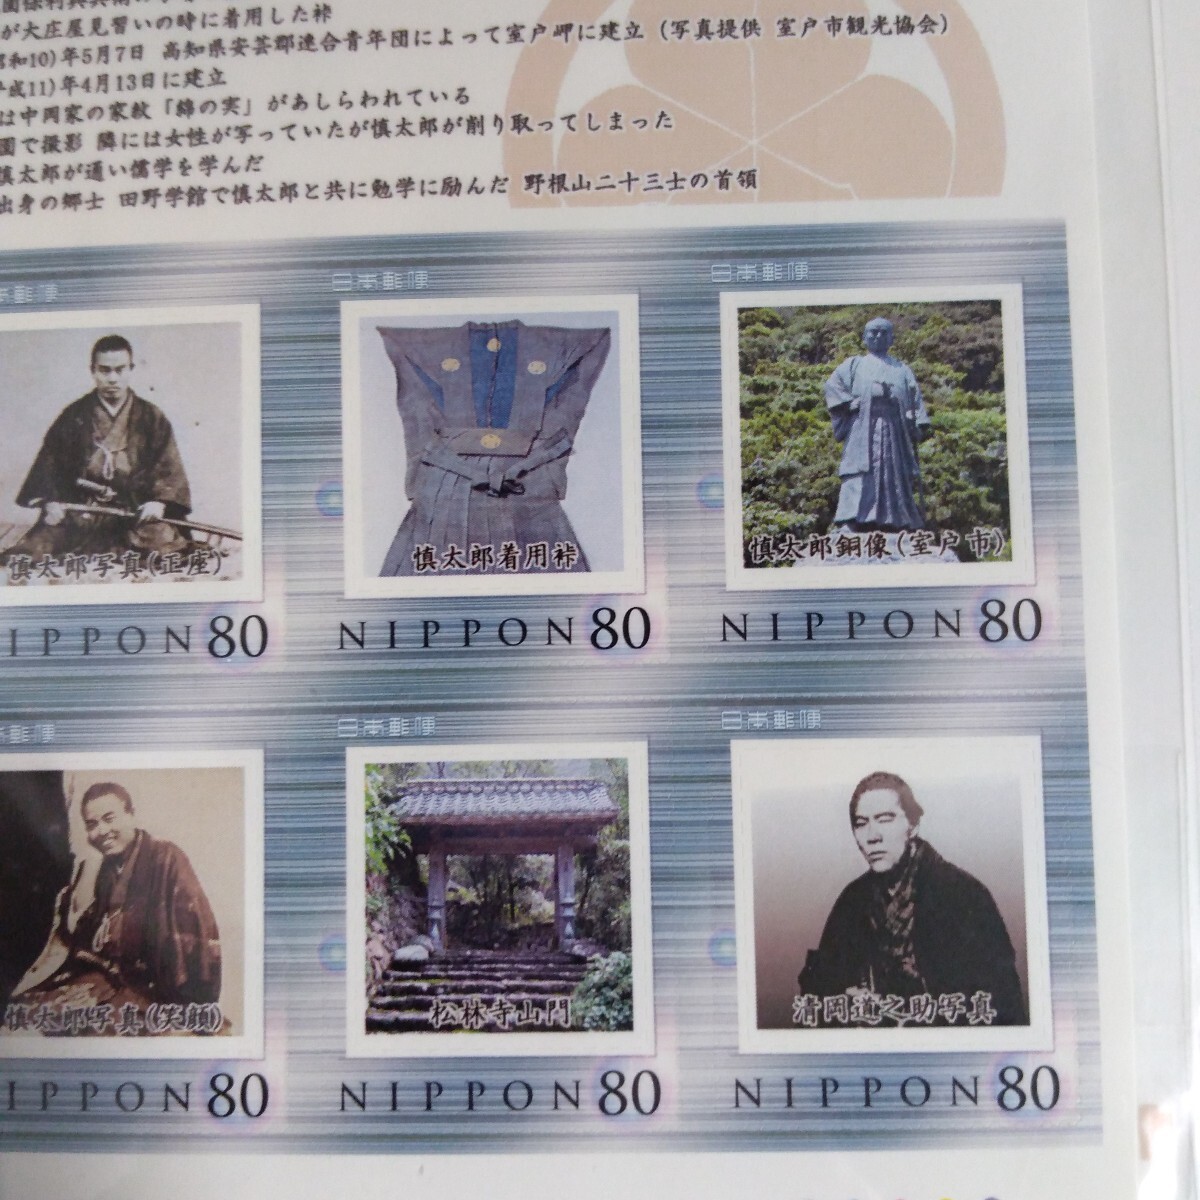 が大庄屋見習いの時に着用した裃
和10)年5月7日 高知県安芸郡連合青年団によって室戸岬に建立 (写真提供 室戸市観光協会)
成11)年4月13日に建立
は中岡家の家紋「綿の実」があしらわれている
園で撮影 隣には女性が写っていたが慎太郎が削り取ってしまった
慎太郎が通い儒学を学んだ
出身の郷士 田野学館で慎太郎と共に勉学に励んだ 野根山二十三士の首領
本郵便
日本郵便
日本郵便
慎太郎写真(正座)
慎太郎着用裃
慎太郎銅像(室戸市)
IPPON 80
NIPPON 80
NIPPON 80
本郵便
日本郵便
日本郵便
慎太郎写真(笑顔)
松林寺山門
清岡道之助写真
IPPON 80
NIPPON 80
NIPPON 80